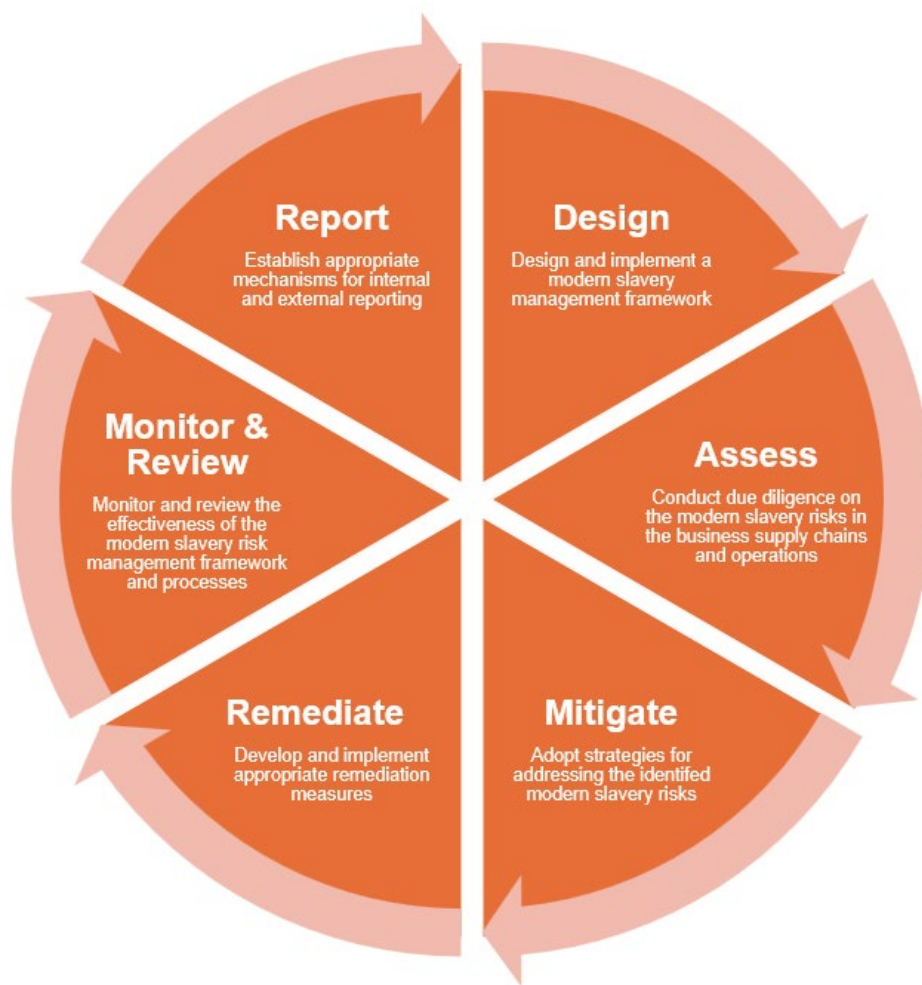 Report
Establish appropriate
mechanisms for internal
and external reporting
Design
Design and implement a
modern slavery
management framework
Assess
Conduct due diligence on
the modern slavery risks in
the business supply chains
and operations
Mitigate
Adopt strategies for
addressing the identifed
modern slavery risks
Remediate
Develop and implement
appropriate remediation
measures
Monitor &
Review
Monitor and review the
effectiveness of the
modern slavery risk
management framework
and processes